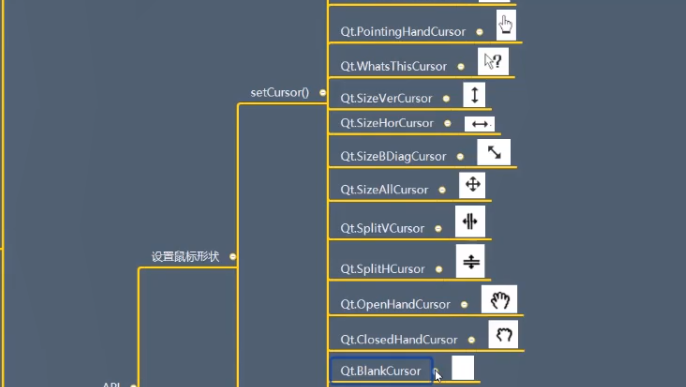 Qt.PointingHandCursor
Qt.WhatsThisCursor
setCursor()
Qt.SizeVerCursor
Qt.SizeHorCursor
Qt.SizeBDiagCursor
Qt.SizeAllCursor
Qt.SplitVCursor
设置鼠标形状
Qt.SplitHCursor
Qt.OpenHandCursor
Qt.ClosedHandCursor
Qt.BlankCursor
API